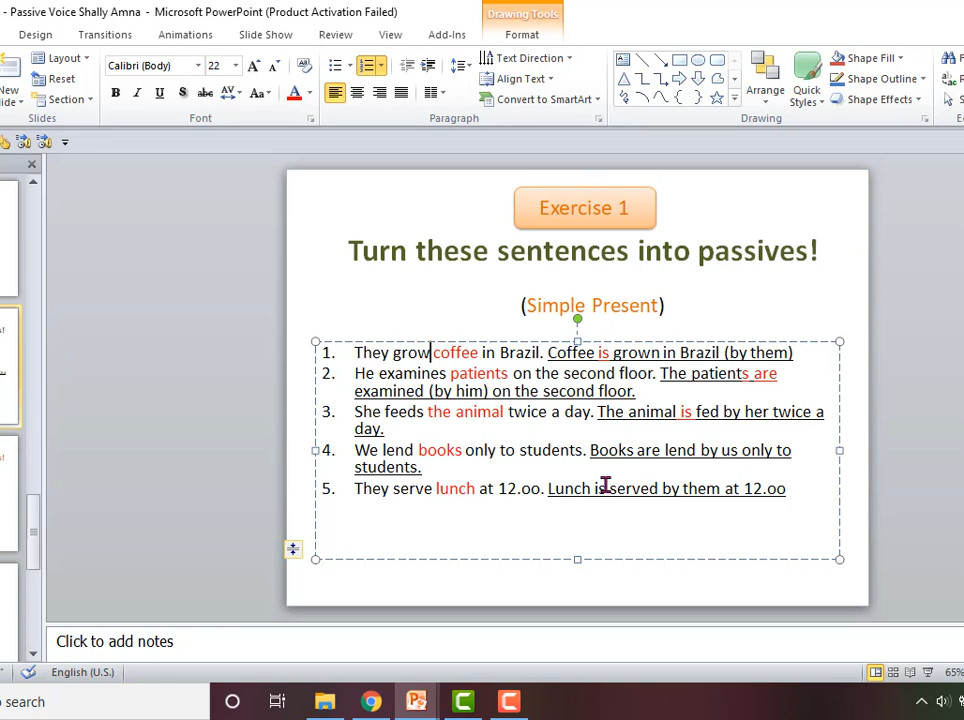 - Passive Voice Shally Amna - Microsoft PowerPoint (Product Activation Failed)
Drawing Tools
Design Transitions Animations Slide Show Review View Add-Ins Format
New
Slide
Layout
Reset
Section
Slides
Calibri (Body) 22
B I U S abc AV Aa A
Font
Text Direction
Align Text
Convert to SmartArt
Paragraph
Arrange
Quick
Styles
Shape Fill
Shape Outline
Shape Effects
Drawing
Exercise 1
Turn these sentences into passives!
(Simple Present)
1. They grow coffee in Brazil. Coffee is grown in Brazil (by them)
2. He examines patients on the second floor. The patients are
examined (by him) on the second floor.
3. She feeds the animal twice a day. The animal is fed by her twice a
day.
4. We lend books only to students. Books are lend by us only to
students.
5. They serve lunch at 12.oo. Lunch is served by them at 12.oo
Click to add notes
English (U.S.)
65%
o search